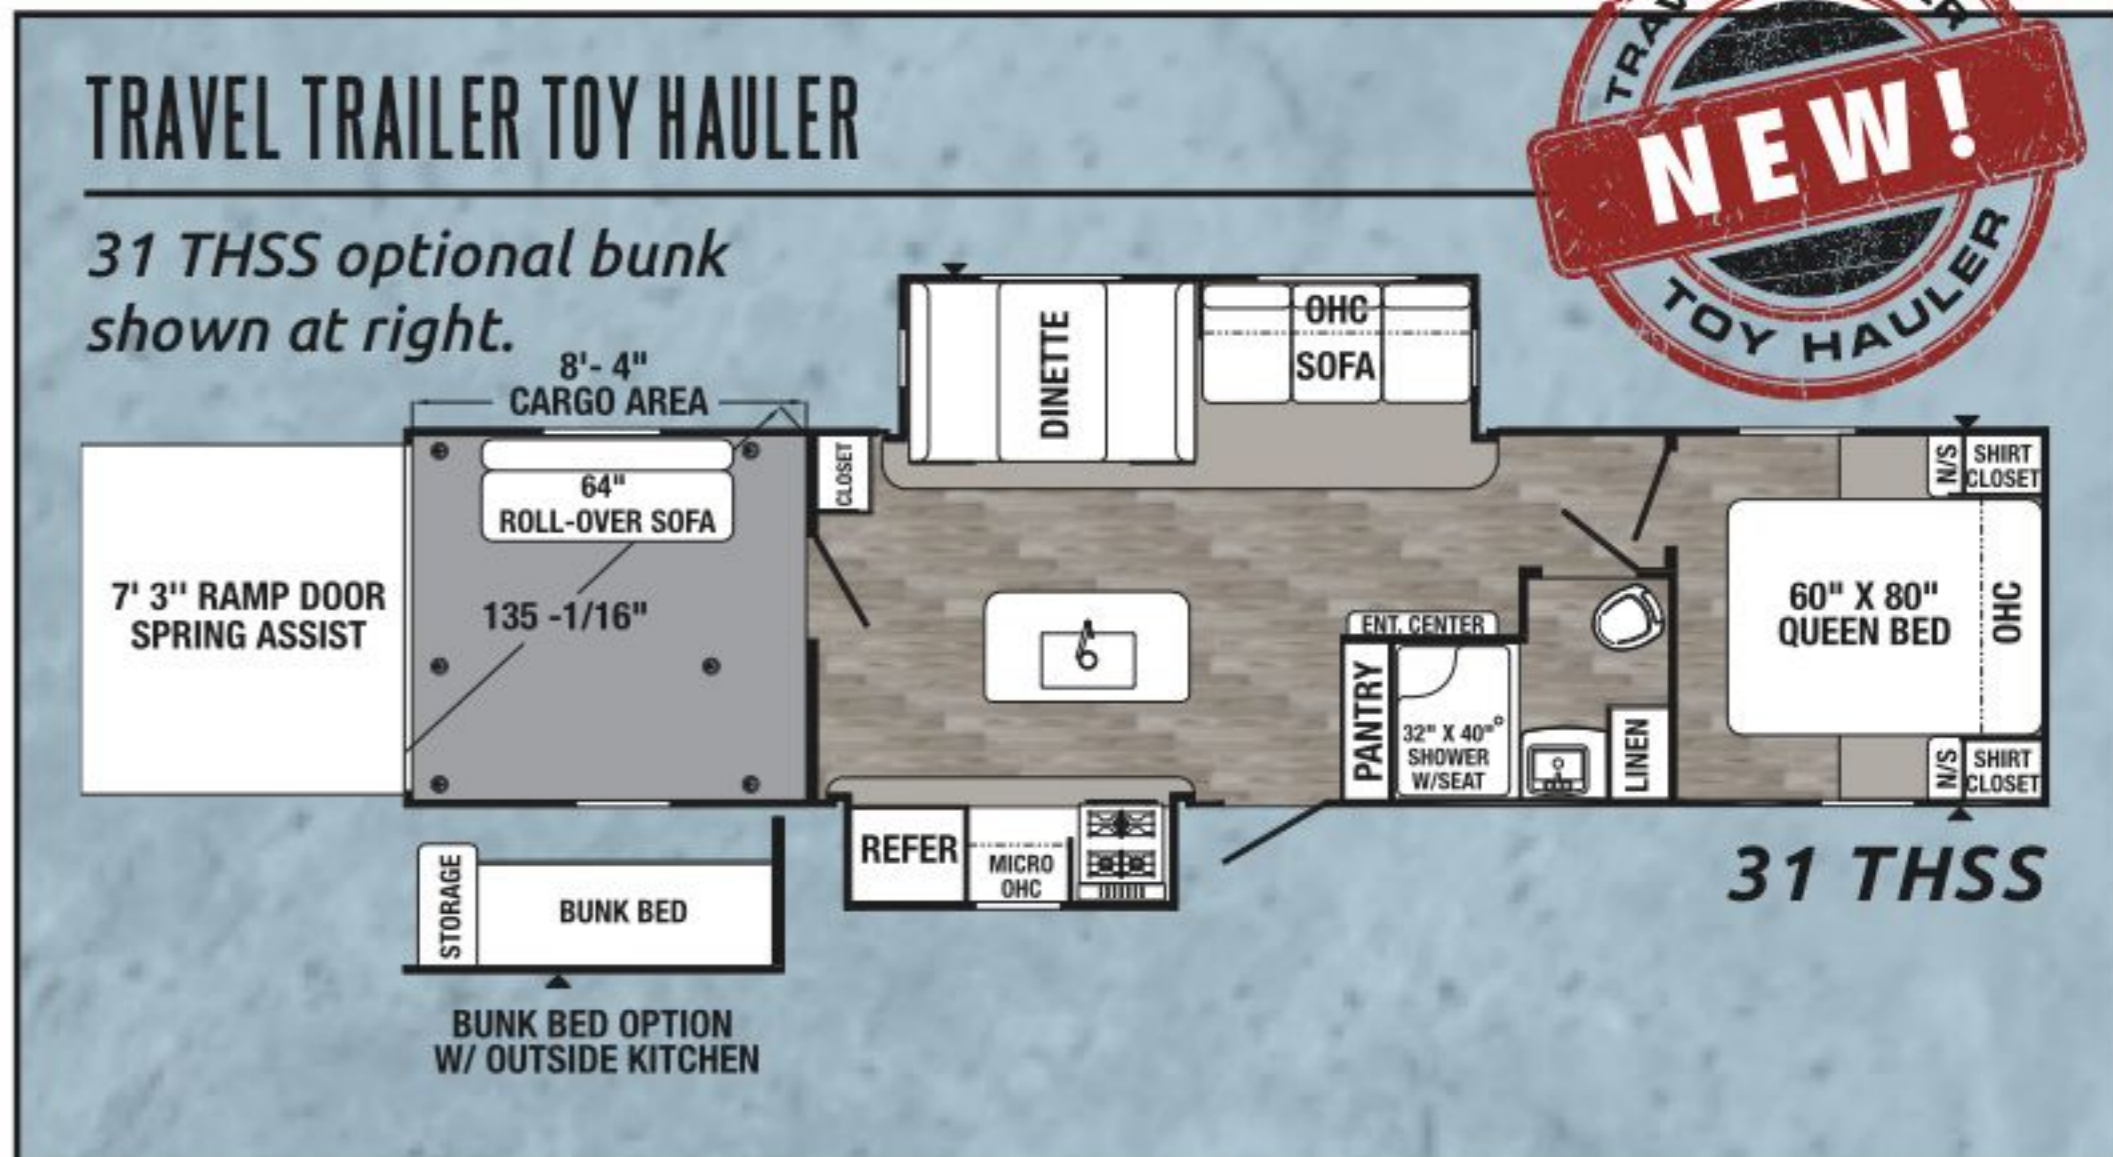 TRAVEL TRAILER TOY HAULER
NEW!
TOY HAULER
31 THSS optional bunk
shown at right.
8'- 4"
CARGO AREA
7' 3" RAMP DOOR
SPRING ASSIST
64"
ROLL-OVER SOFA
135 -1/16"
CLOSET
DINETTE
OHC
SOFA
ENT. CENTER
PANTRY
32" X 40"
SHOWER
W/SEAT
LINEN
N/S
SHIRT
CLOSET
60" X 80"
QUEEN BED
OHC
N/S
SHIRT
CLOSET
REFER
MICRO
OHC
31 THSS
STORAGE
BUNK BED
BUNK BED OPTION
W/ OUTSIDE KITCHEN